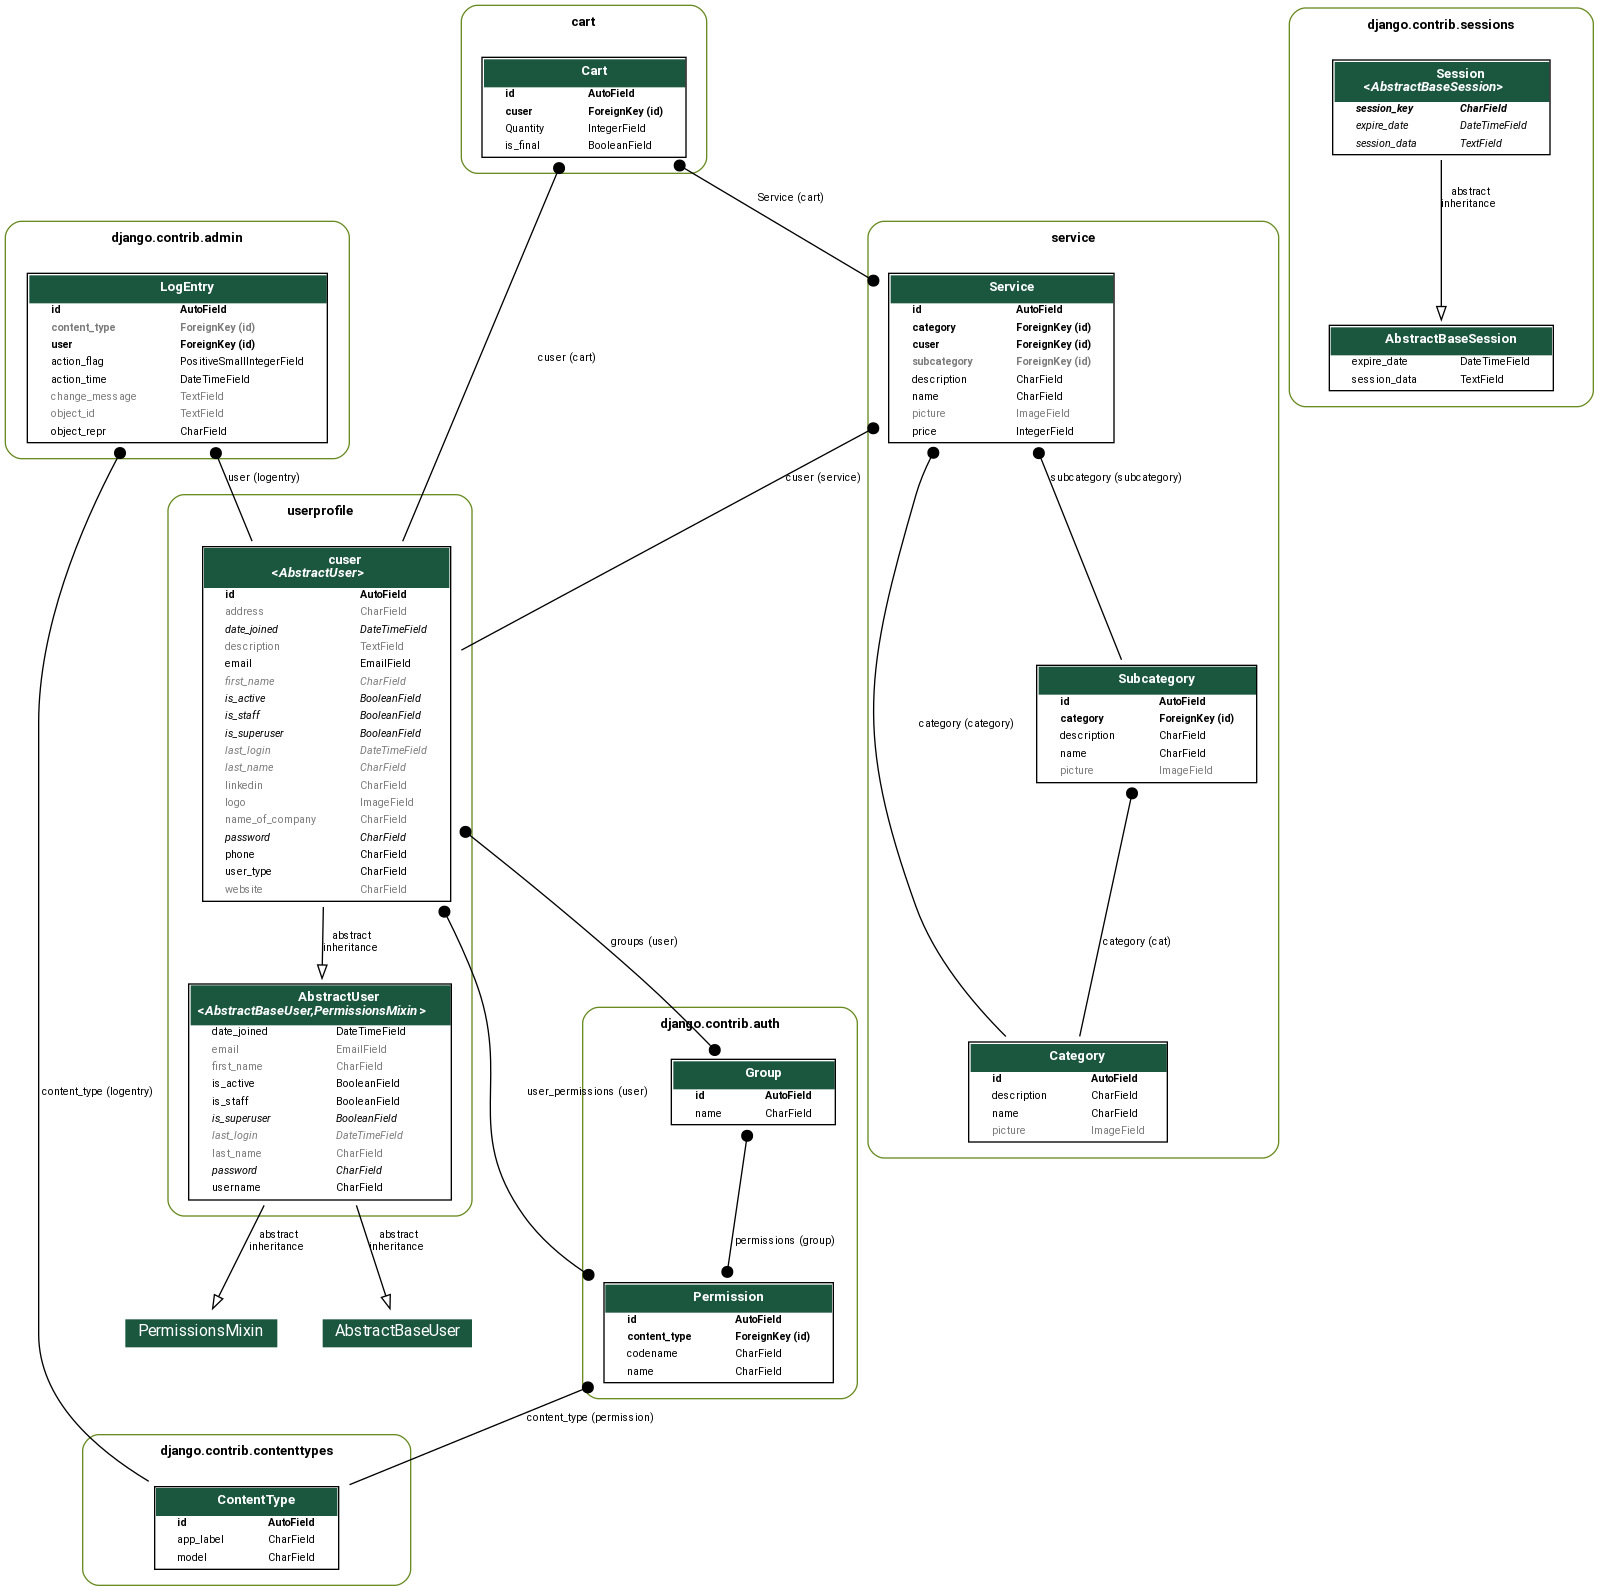 cart
Cart
id AutoField
cuser ForeignKey (id)
Quantity IntegerField
is_final BooleanField
django.contrib.sessions
Session
<AbstractBaseSession>
session_key CharField
expire_date DateTimeField
session_data TextField
abstract
inheritance
AbstractBaseSession
expire_date DateTimeField
session_data TextField
Service (cart)
cuser (cart)
django.contrib.admin
LogEntry
id AutoField
content_type ForeignKey (id)
user ForeignKey (id)
action_flag PositiveSmallIntegerField
action_time DateTimeField
change_message TextField
object_id TextField
object_repr CharField
user (logentry)
content_type (logentry)
service
Service
id AutoField
category ForeignKey (id)
cuser ForeignKey (id)
subcategory ForeignKey (id)
description CharField
name CharField
picture ImageField
price IntegerField
cuser (service)
subcategory (subcategory)
category (category)
Subcategory
id AutoField
category ForeignKey (id)
description CharField
name CharField
picture ImageField
category (cat)
Category
id AutoField
description CharField
name CharField
picture ImageField
userprofile
cuser
<AbstractUser>
id AutoField
address CharField
date_joined DateTimeField
description TextField
email EmailField
first_name CharField
is_active BooleanField
is_staff BooleanField
is_superuser BooleanField
last_login DateTimeField
last_name CharField
linkedin CharField
logo ImageField
name_of_company CharField
password CharField
phone CharField
user_type CharField
website CharField
abstract
inheritance
AbstractUser
<AbstractBaseUser,PermissionsMixin>
date_joined DateTimeField
email EmailField
first_name CharField
is_active BooleanField
is_staff BooleanField
is_superuser BooleanField
last_login DateTimeField
last_name CharField
password CharField
username CharField
abstract
inheritance
abstract
inheritance
PermissionsMixin
AbstractBaseUser
groups (user)
user_permissions (user)
django.contrib.auth
Group
id AutoField
name CharField
permissions (group)
Permission
id AutoField
content_type ForeignKey (id)
codename CharField
name CharField
content_type (permission)
django.contrib.contenttypes
ContentType
id AutoField
app_label CharField
model CharField